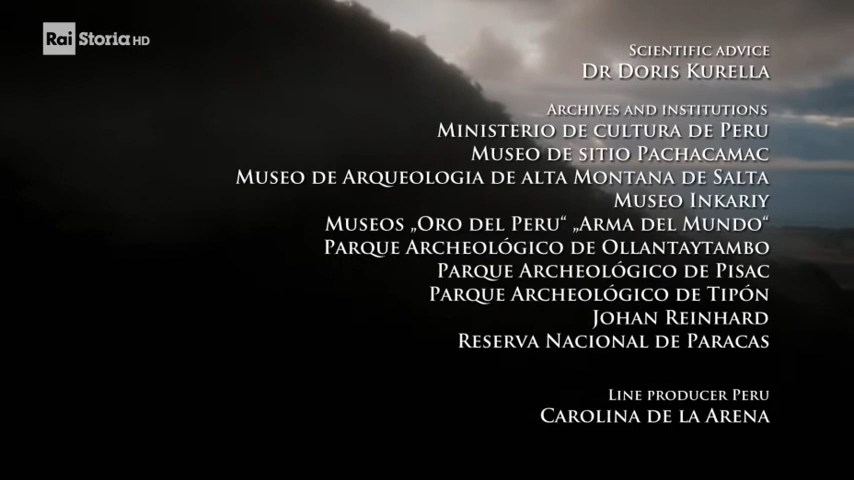 Rai Storia HD
Scientific advice
Dr Doris Kurella
Archives and institutions
Ministerio de cultura de Peru
Museo de sitio Pachacamac
Museo de Arqueologia de alta Montana de Salta
Museo Inkariy
Museos „Oro del Peru“ „Arma del Mundo“
Parque Archeológico de Ollantaytambo
Parque Archeológico de Pisac
Parque Archeológico de Tipón
Johan Reinhard
Reserva Nacional de Paracas
Line producer Peru
Carolina de la Arena